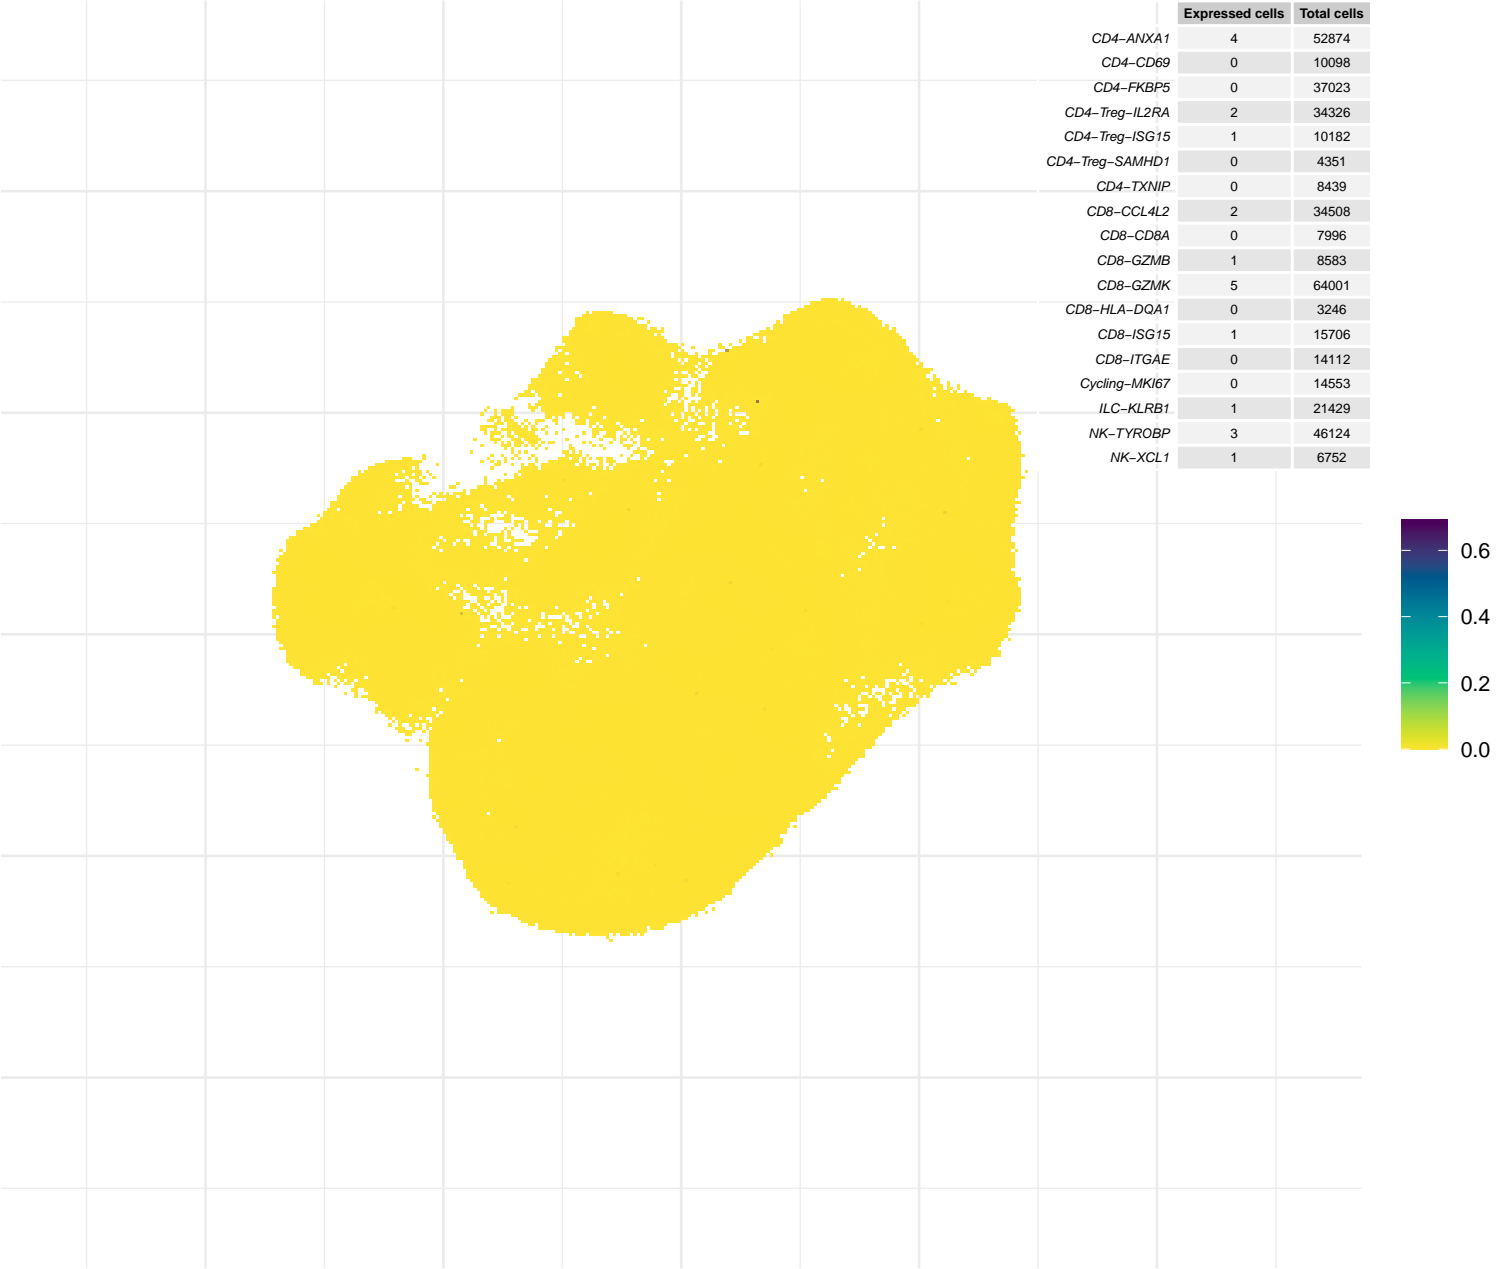 Expressed cells Total cells
CD4−ANXA1 4 52874
CD4−CD69 0 10098
CD4−FKBP5 0 37023
CD4−Treg−IL2RA 2 34326
CD4−Treg−ISG15 1 10182
CD4−Treg−SAMHD1 0 4351
CD4−TXNIP 0 8439
CD8−CCL4L2 2 34508
CD8−CD8A 0 7996
CD8−GZMB 1 8583
CD8−GZMK 5 64001
CD8−HLA−DQA1 0 3246
CD8−ISG15 1 15706
CD8−ITGAE 0 14112
Cycling−MKI67 0 14553
ILC−KLRB1 1 21429
NK−TYROBP 3 46124
NK−XCL1 1 6752
0.6
0.4
0.2
0.0